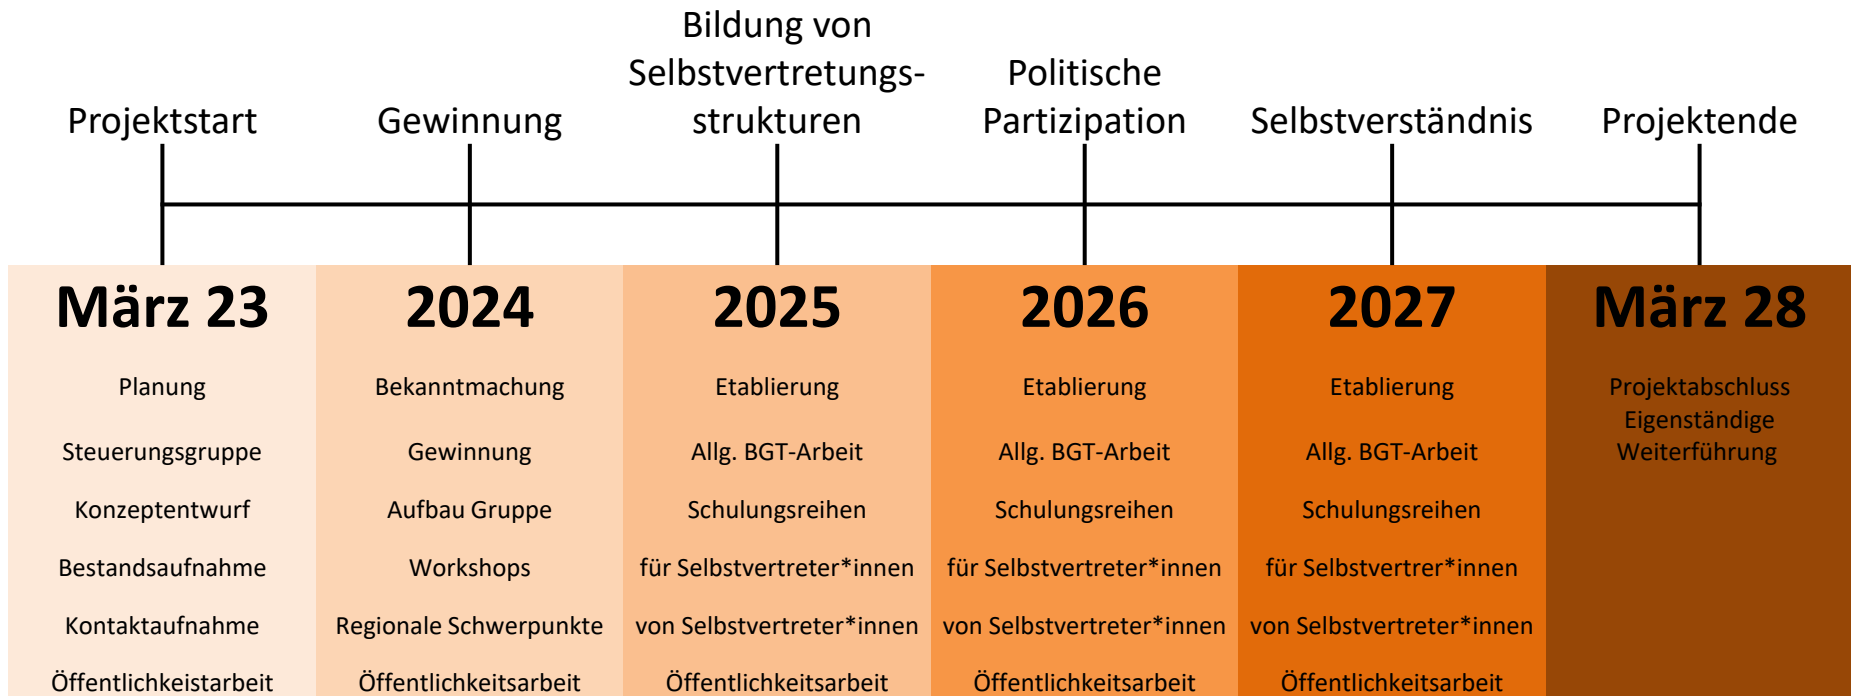 Projektstart
Gewinnung
Bildung von
Selbstvertretungs-
strukturen
Politische
Partizipation
Selbstverständnis
Projektende
März 23
Planung
Steuerungsgruppe
Konzeptentwurf
Bestandsaufnahme
Kontaktaufnahme
Öffentlichkeistarbeit
2024
Bekanntmachung
Gewinnung
Aufbau Gruppe
Workshops
Regionale Schwerpunkte
Öffentlichkeitsarbeit
2025
Etablierung
Allg. BGT-Arbeit
Schulungsreihen
für Selbstvertreter*innen
von Selbstvertreter*innen
Öffentlichkeitsarbeit
2026
Etablierung
Allg. BGT-Arbeit
Schulungsreihen
für Selbstvertreter*innen
von Selbstvertreter*innen
Öffentlichkeitsarbeit
2027
Etablierung
Allg. BGT-Arbeit
Schulungsreihen
für Selbstvertrer*innen
von Selbstvertreter*innen
Öffentlichkeitsarbeit
März 28
Projektabschluss
Eigenständige
Weiterführung